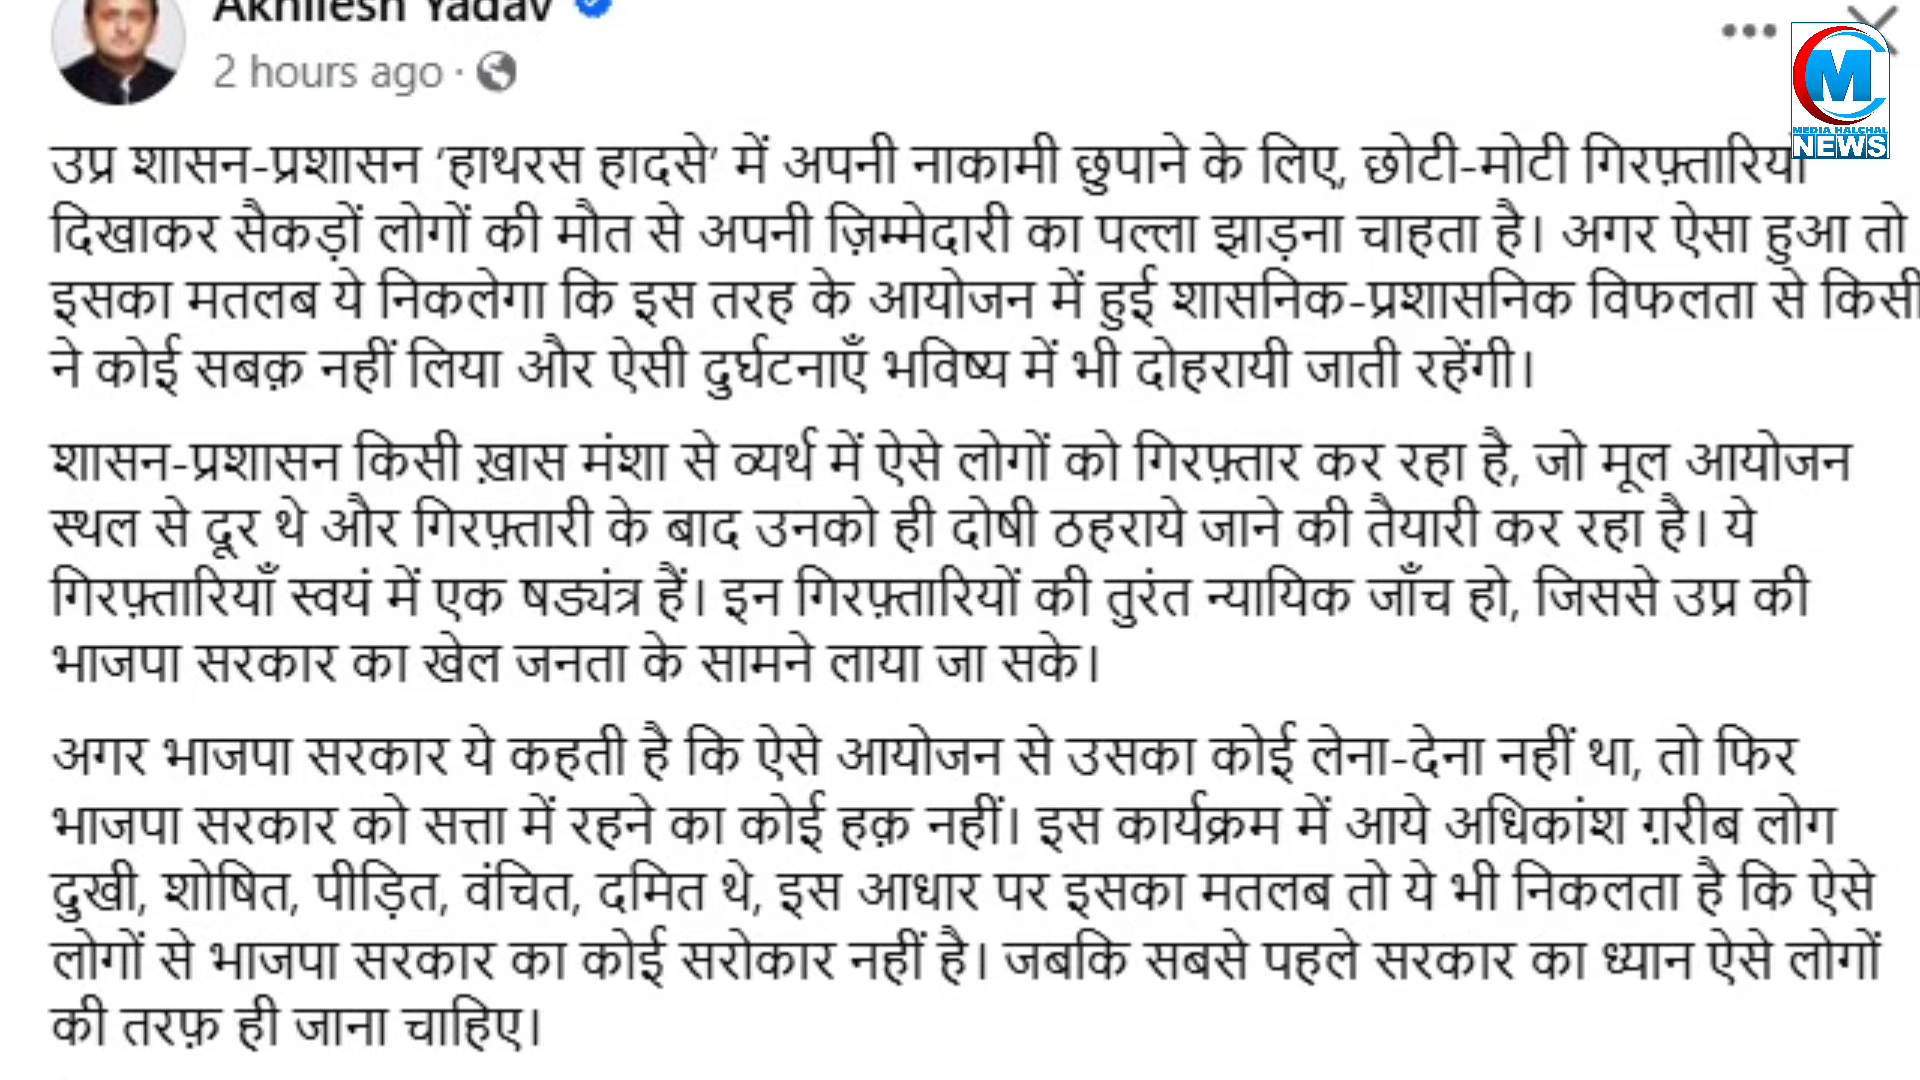 Akhilesh Yadav
2 hours ago ·
MEDIA HALCHAL
NEWS
उप्र शासन-प्रशासन ‘हाथरस हादसे’ में अपनी नाकामी छुपाने के लिए, छोटी-मोटी गिरफ़्तारियाँ
दिखाकर सैकड़ों लोगों की मौत से अपनी ज़िम्मेदारी का पल्ला झाड़ना चाहता है। अगर ऐसा हुआ तो
इसका मतलब ये निकलेगा कि इस तरह के आयोजन में हुई शासनिक-प्रशासनिक विफलता से किसी
ने कोई सबक़ नहीं लिया और ऐसी दुर्घटनाएँ भविष्य में भी दोहरायी जाती रहेंगी।
शासन-प्रशासन किसी ख़ास मंशा से व्यर्थ में ऐसे लोगों को गिरफ़्तार कर रहा है, जो मूल आयोजन
स्थल से दूर थे और गिरफ़्तारी के बाद उनको ही दोषी ठहराये जाने की तैयारी कर रहा है। ये
गिरफ़्तारियाँ स्वयं में एक षड्यंत्र हैं। इन गिरफ़्तारियों की तुरंत न्यायिक जाँच हो, जिससे उप्र की
भाजपा सरकार का खेल जनता के सामने लाया जा सके।
अगर भाजपा सरकार ये कहती है कि ऐसे आयोजन से उसका कोई लेना-देना नहीं था, तो फिर
भाजपा सरकार को सत्ता में रहने का कोई हक़ नहीं। इस कार्यक्रम में आये अधिकांश ग़रीब लोग
दुखी, शोषित, पीड़ित, वंचित, दमित थे, इस आधार पर इसका मतलब तो ये भी निकलता है कि ऐसे
लोगों से भाजपा सरकार का कोई सरोकार नहीं है। जबकि सबसे पहले सरकार का ध्यान ऐसे लोगों
की तरफ़ ही जाना चाहिए।